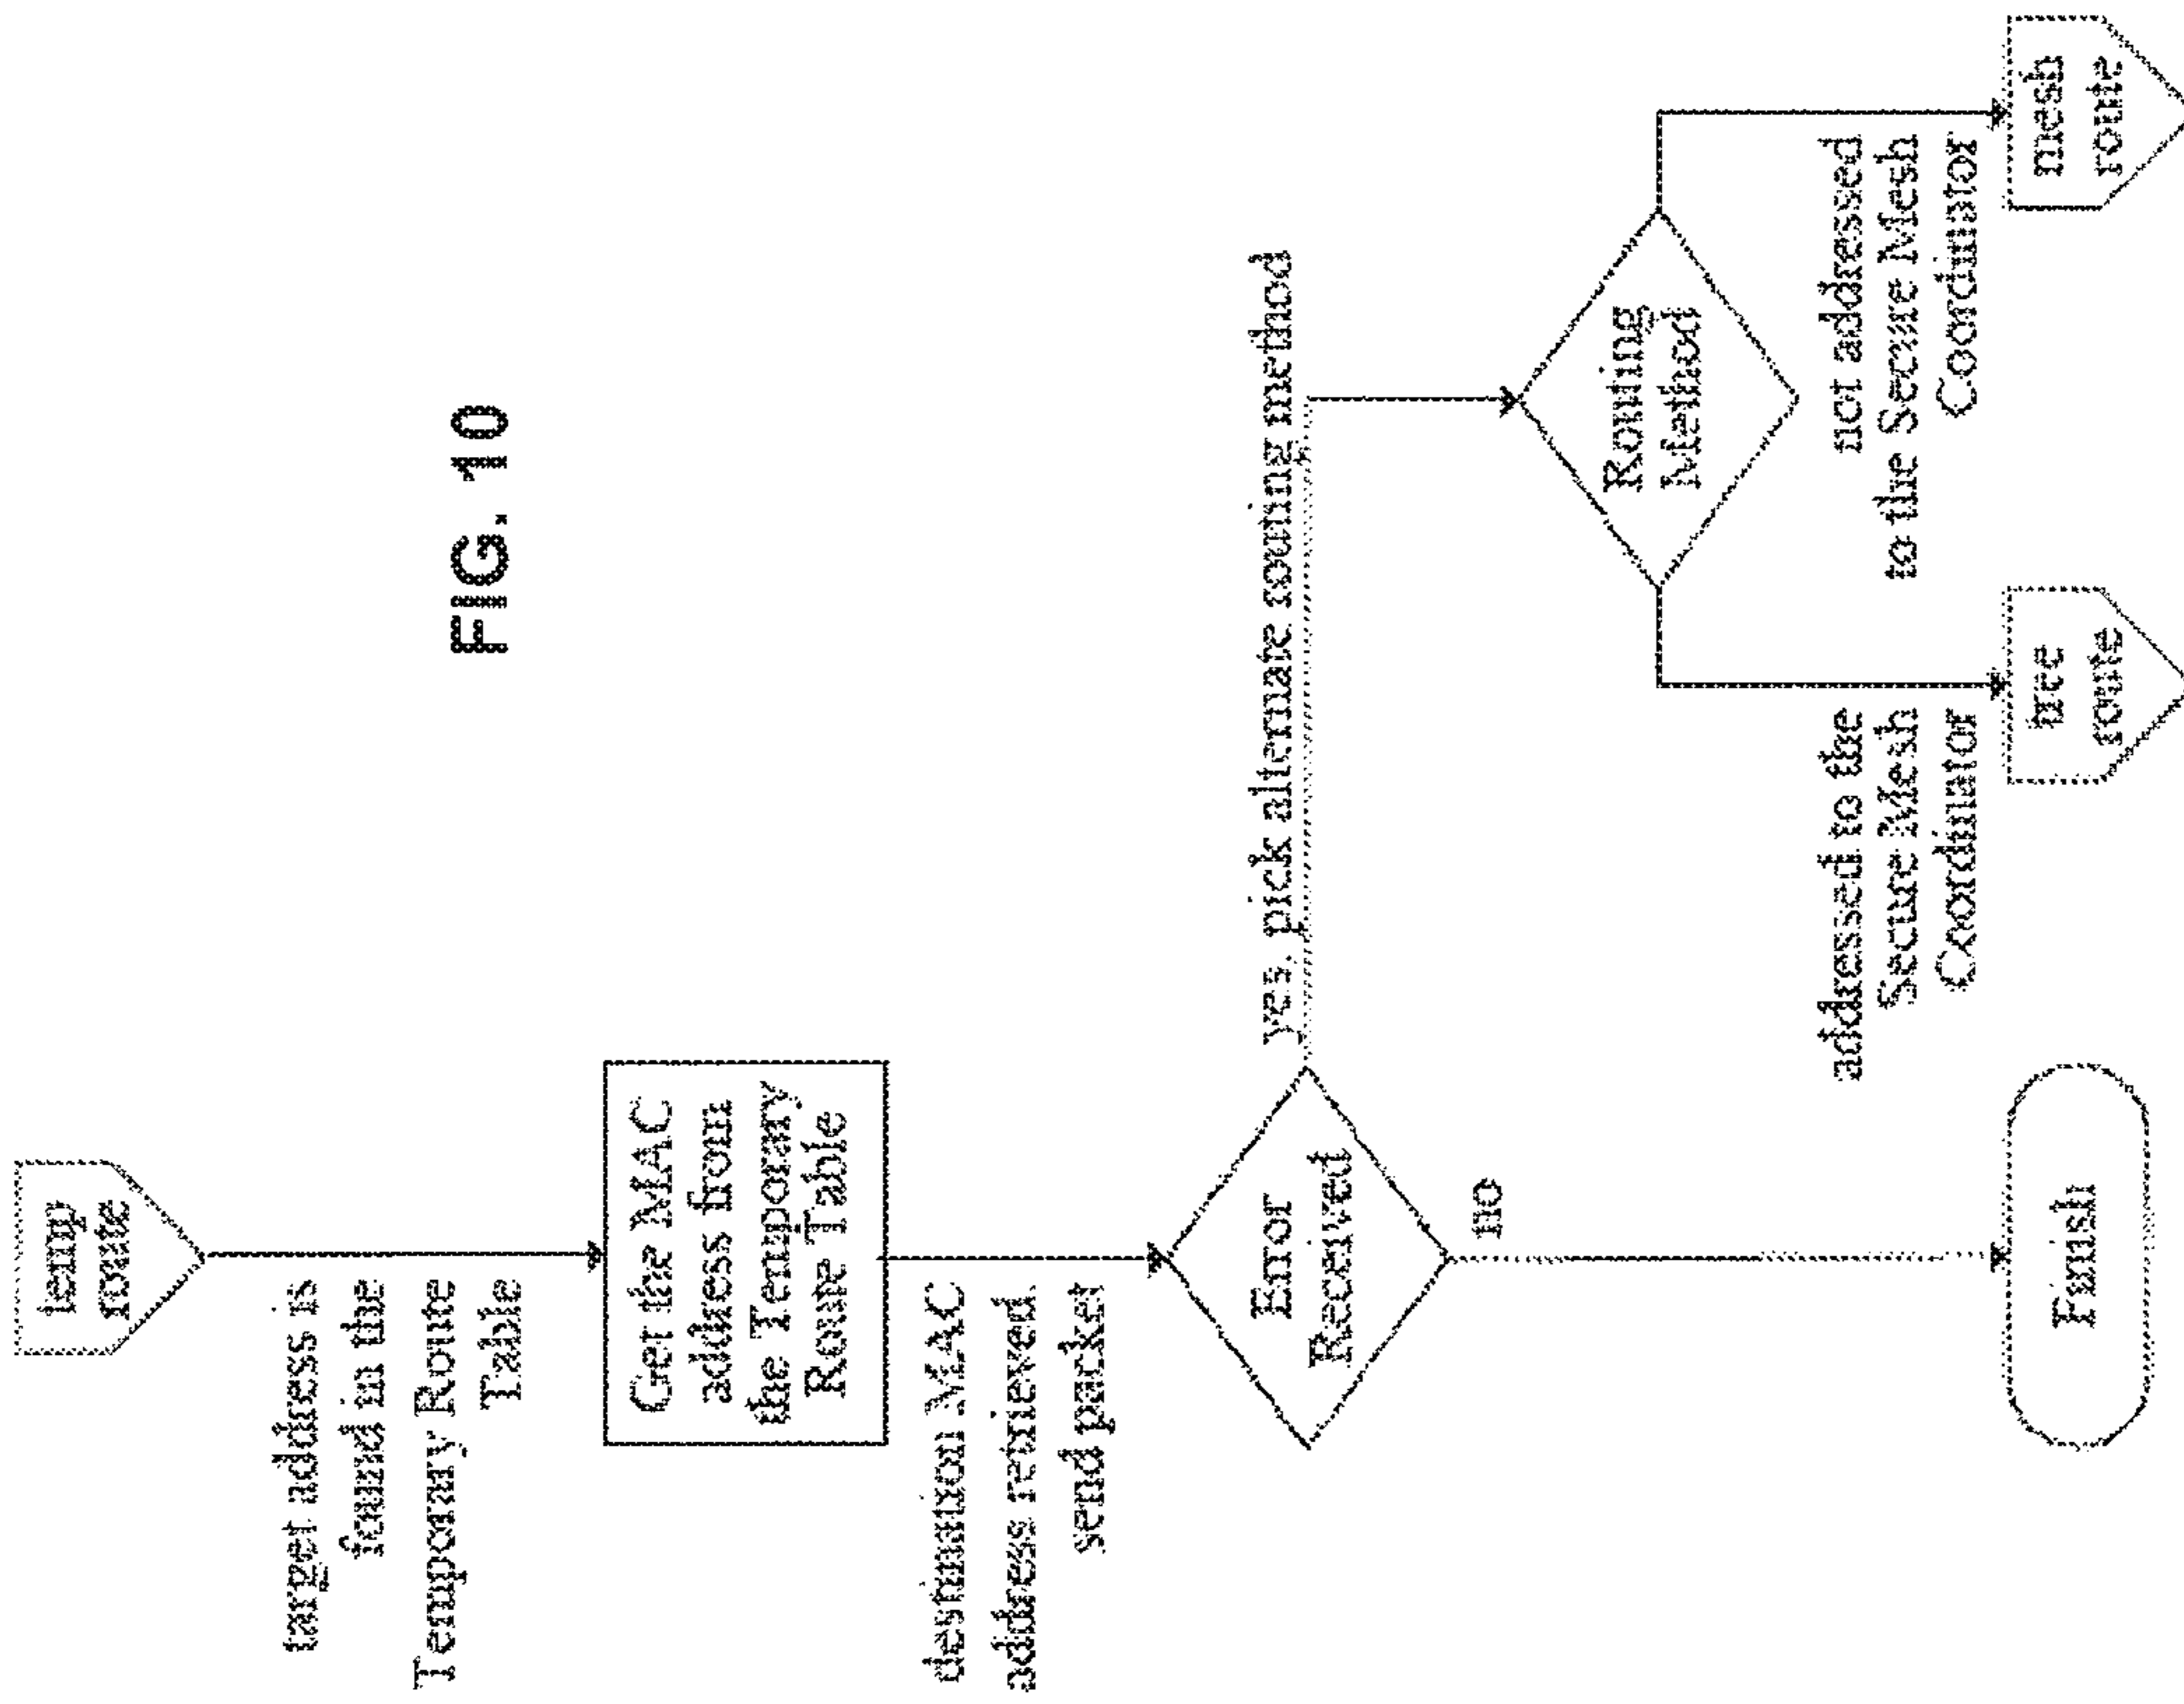 temp
route
target address is
found in the
Temporary Route
Table
Get the MAC
address from
the Temporary
Route Table
FIG. 10
destination MAC
address retrieved.
send packet
Error
Received
yes, pick alternate routing method
no
Routing
Method
addressed to the
Secure Mesh
Coordinator
not addressed
to the Secure Mesh
Coordinator
Finish
tree
route
mesh
route